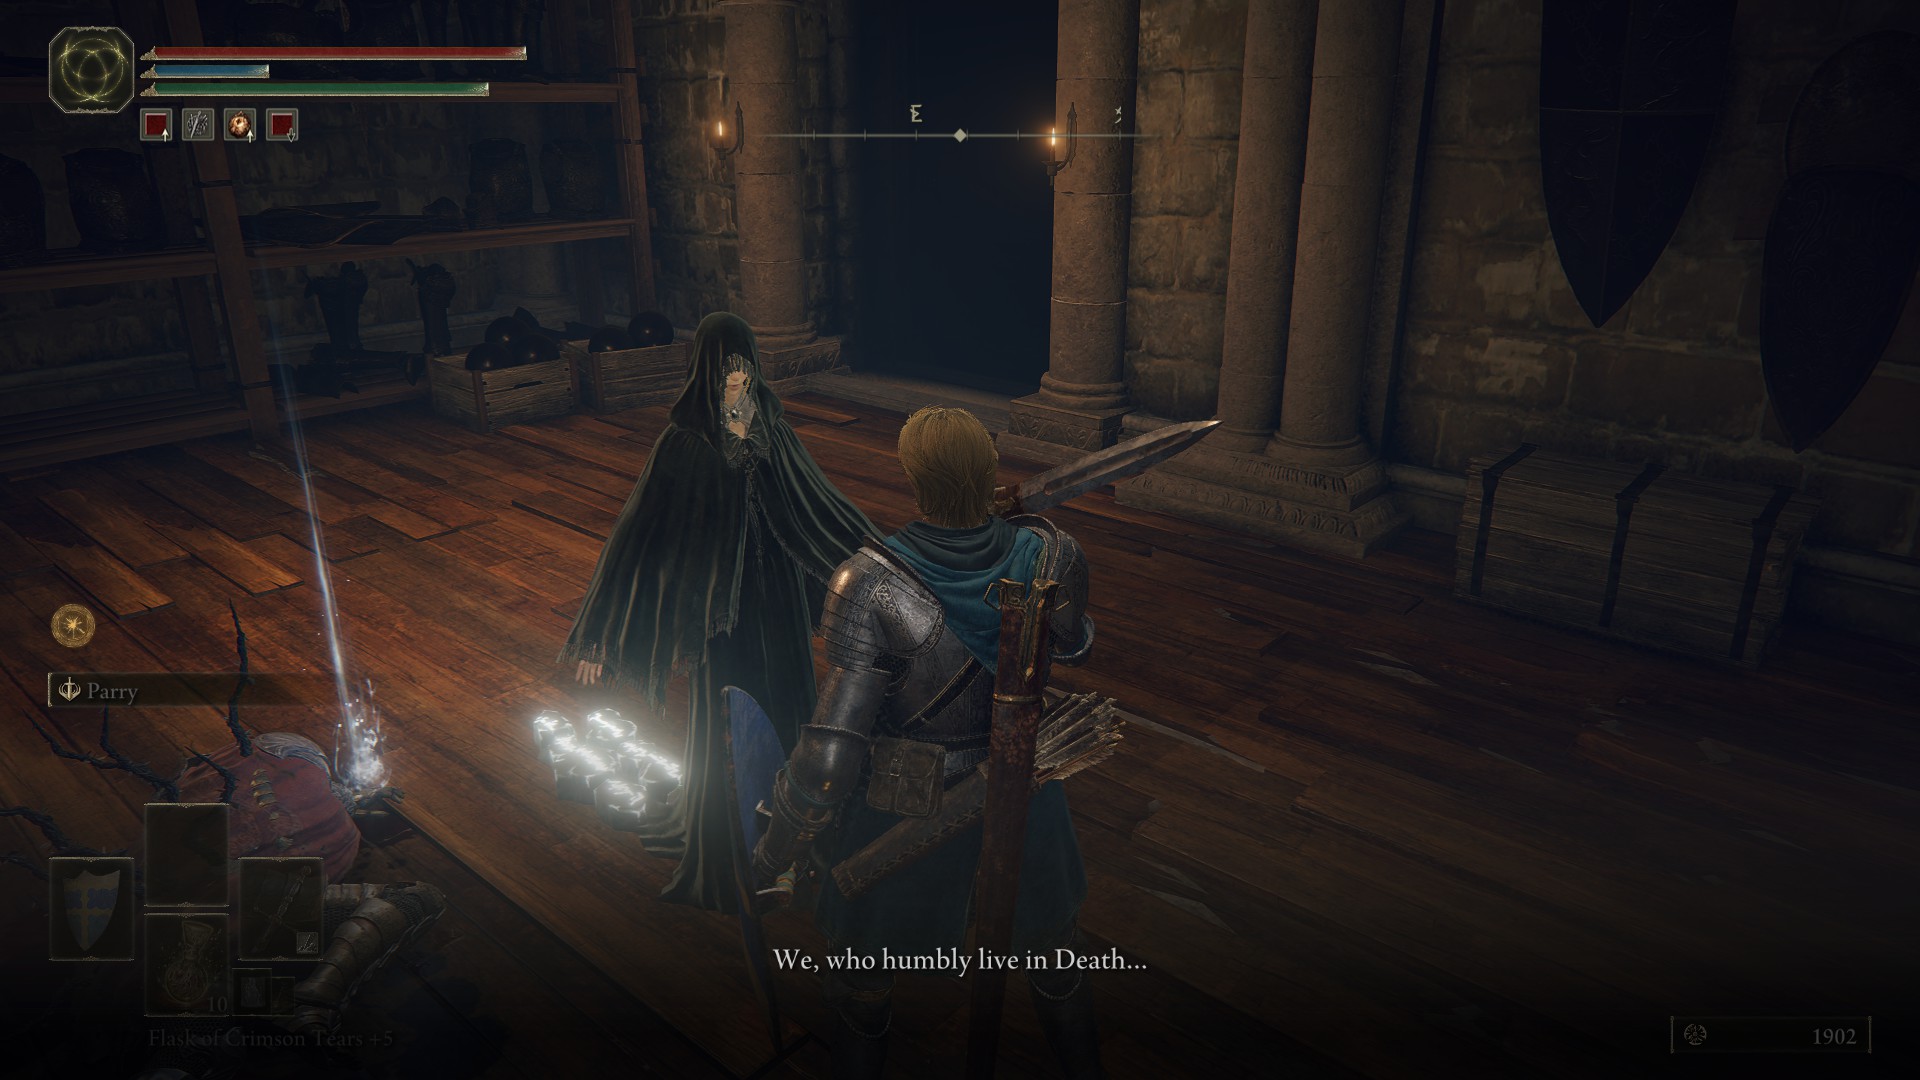 E
Parry
We, who humbly live in Death...
10
Flask of Crimson Tears +5
1902